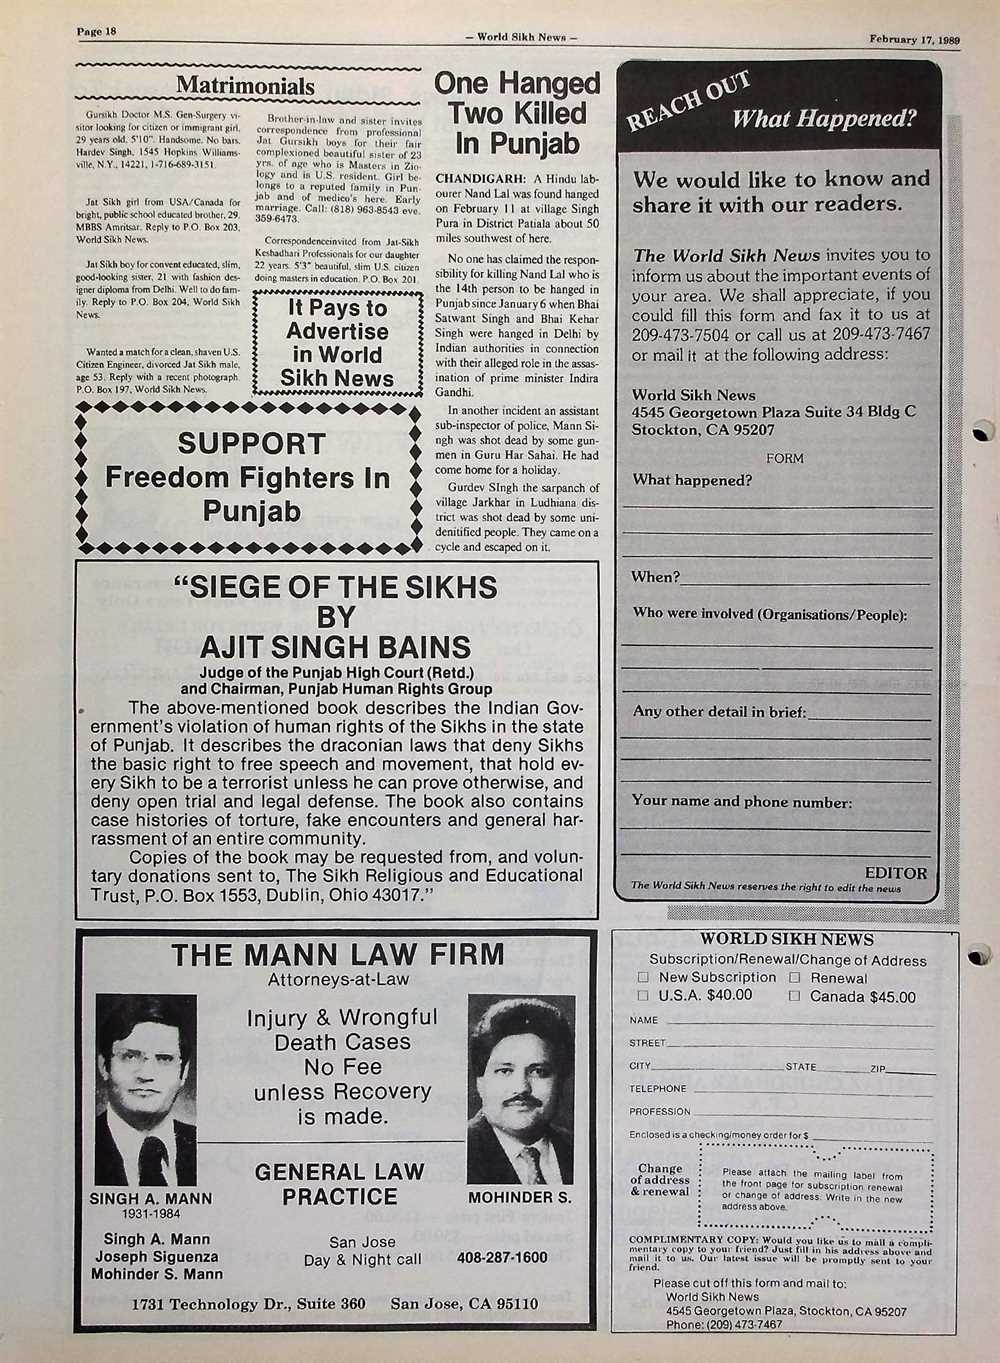 Page 18
– World Sikh News –
February 17, 1989
Matrimonials
Gursikh Doctor M.S. Gen-Surgery vi-
sitor looking for citizen or immigrant girl,
29 years old, 5'10". Handsome. No bars.
Hardev Singh, 1545 Hopkins, Williams-
ville, N.Y., 14221, 1-716-689-3151.
Jat Sikh girl from USA/Canada for
bright, public school educated brother, 29,
MBBS Amritsar. Reply to P.O. Box 203,
World Sikh News.
Jat Sikh boy for convent educated, slim,
good-looking sister, 21 with fashion des-
igner diploma from Delhi. Well to do fam-
ily. Reply to P.O. Box 204, World Sikh
News.
Wanted a match for a clean, shaven U.S.
Citizen Engineer, divorced Jat Sikh male,
age 53. Reply with a recent photograph.
P.O. Box 197, World Sikh News.
Brother-in-law and sister invites
correspondence from professional
Jat Gursikh boys for their fair
complexioned beautiful sister of 23
yrs. of age who is Masters in Zio-
logy and is U.S. resident. Girl be-
longs to a reputed family in Pun-
jab and of medico's here. Early
marriage. Call: (818) 963-8543 eve.
359-6473.
Correspondenceinvited from Jat-Sikh
Keshadhari Professionals for our daughter
22 years. 5'3" beautiful, slim U.S. citizen
doing masters in education. P.O. Box 201.
It Pays to
Advertise
in World
Sikh News
SUPPORT
Freedom Fighters In
Punjab
One Hanged
Two Killed
In Punjab
CHANDIGARH: A Hindu lab-
ourer Nand Lal was found hanged
on February 11 at village Singh
Pura in District Patiala about 50
miles southwest of here.
No one has claimed the respon-
sibility for killing Nand Lal who is
the 14th person to be hanged in
Punjab since January 6 when Bhai
Satwant Singh and Bhai Kehar
Singh were hanged in Delhi by
Indian authorities in connection
with their alleged role in the assas-
ination of prime minister Indira
Gandhi.
In another incident an assistant
sub-inspector of police, Mann Si-
ngh was shot dead by some gun-
men in Guru Har Sahai. He had
come home for a holiday.
Gurdev SIngh the sarpanch of
village Jarkhar in Ludhiana dis-
trict was shot dead by some uni-
denitified people. They came on a
cycle and escaped on it.
"SIEGE OF THE SIKHS
BY
AJIT SINGH BAINS
Judge of the Punjab High Court (Retd.)
and Chairman, Punjab Human Rights Group
The above-mentioned book describes the Indian Gov-
ernment's violation of human rights of the Sikhs in the state
of Punjab. It describes the draconian laws that deny Sikhs
the basic right to free speech and movement, that hold ev-
ery Sikh to be a terrorist unless he can prove otherwise, and
deny open trial and legal defense. The book also contains
case histories of torture, fake encounters and general har-
rassment of an entire community.
Copies of the book may be requested from, and volun-
tary donations sent to, The Sikh Religious and Educational
Trust, P.O. Box 1553, Dublin, Ohio 43017."
THE MANN LAW FIRM
Attorneys-at-Law
Injury & Wrongful
Death Cases
No Fee
unless Recovery
is made.
GENERAL LAW
PRACTICE
SINGH A. MANN
1931-1984
MOHINDER S.
Singh A. Mann
Joseph Siguenza
Mohinder S. Mann
San Jose
Day & Night call
408-287-1600
1731 Technology Dr., Suite 360 San Jose, CA 95110
REACH OUT
What Happened?
We would like to know and
share it with our readers.
The World Sikh News invites you to
inform us about the important events of
your area. We shall appreciate, if you
could fill this form and fax it to us at
209-473-7504 or call us at 209-473-7467
or mail it at the following address:
World Sikh News
4545 Georgetown Plaza Suite 34 Bldg C
Stockton, CA 95207
FORM
What happened?
When?
Who were involved (Organisations/People):
Any other detail in brief:
Your name and phone number:
EDITOR
The World Sikh News reserves the right to edit the news
WORLD SIKH NEWS
Subscription/Renewal/Change of Address
☐ New Subscription ☐ Renewal
☐ U.S.A. $40.00 ☐ Canada $45.00
NAME
STREET
CITY STATE ZIP
TELEPHONE
PROFESSION
Enclosed is a checking/money order for $
Change
of address
& renewal
Please attach the mailing label from
the front page for subscription renewal
or change of address. Write in the new
address above.
COMPLIMENTARY COPY: Would you like us to mail a compli-
mentary copy to your friend? Just fill in his address above and
mail it to us. Our latest issue will be promptly sent to your
friend.
Please cut off this form and mail to:
World Sikh News
4545 Georgetown Plaza, Stockton, CA 95207
Phone: (209) 473-7467